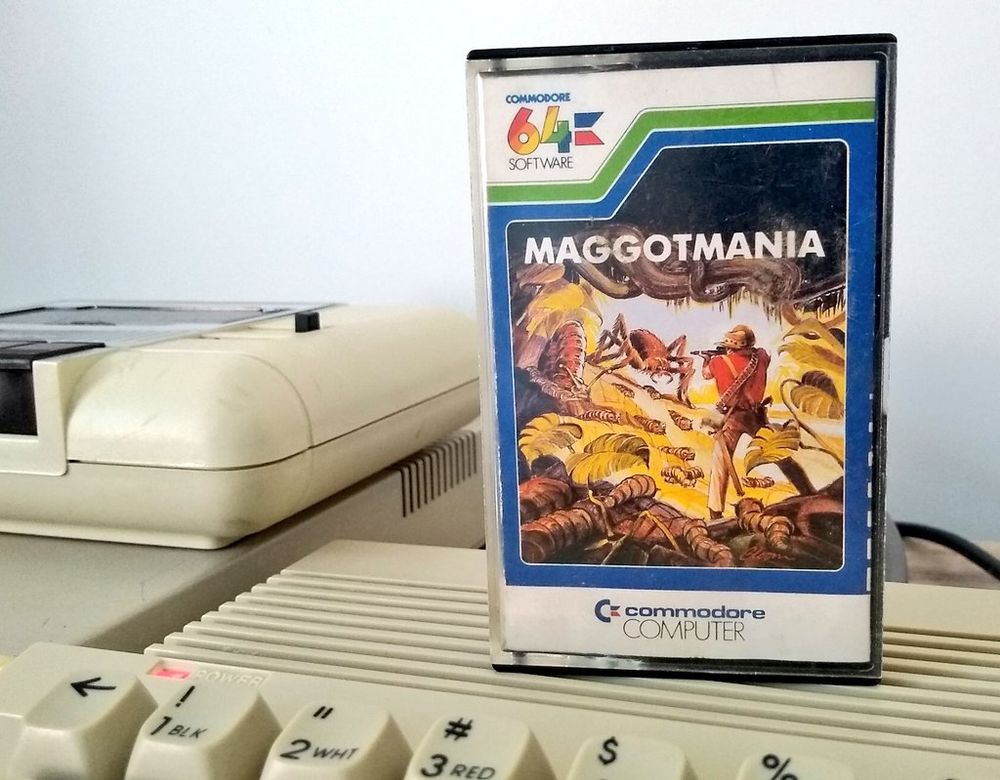 COMMODORE
64
SOFTWARE
MAGGOTMANIA
commodore
COMPUTER
POWER
←
!
1 BLK
"
2 WHT
#
3 RED
$
%